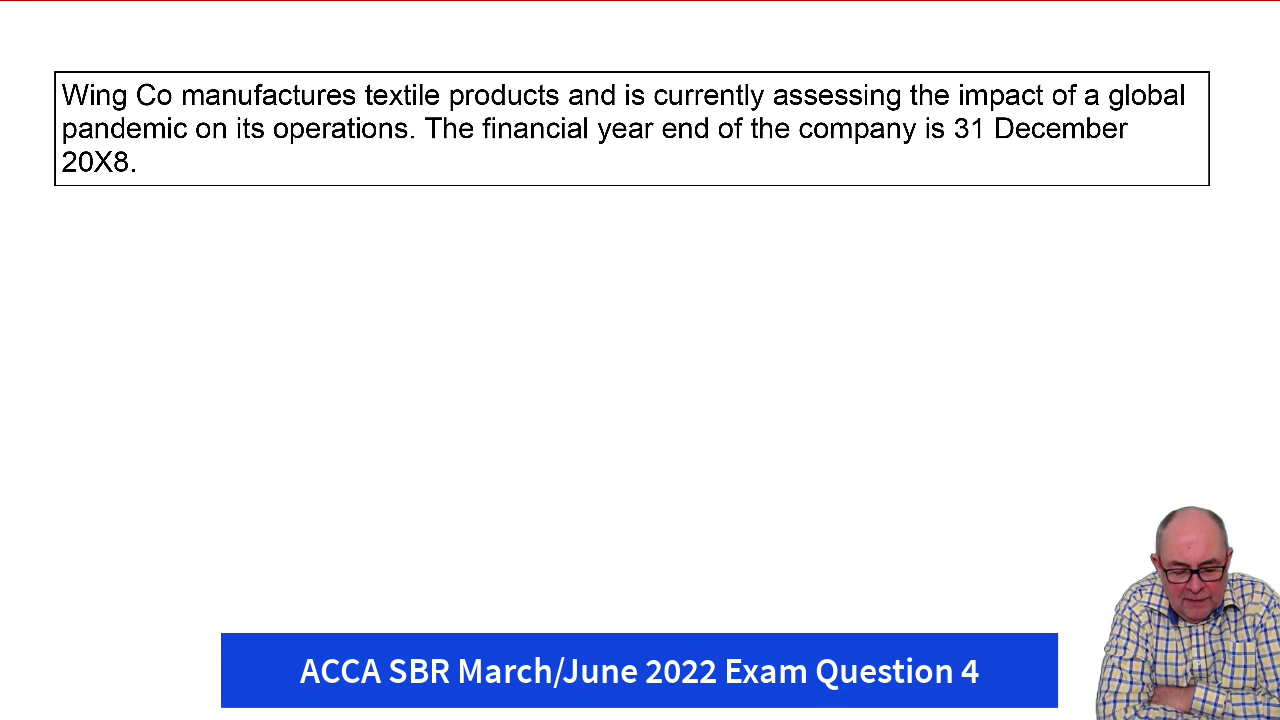 Wing Co manufactures textile products and is currently assessing the impact of a global
pandemic on its operations. The financial year end of the company is 31 December
20X8.
ACCA SBR March/June 2022 Exam Question 4